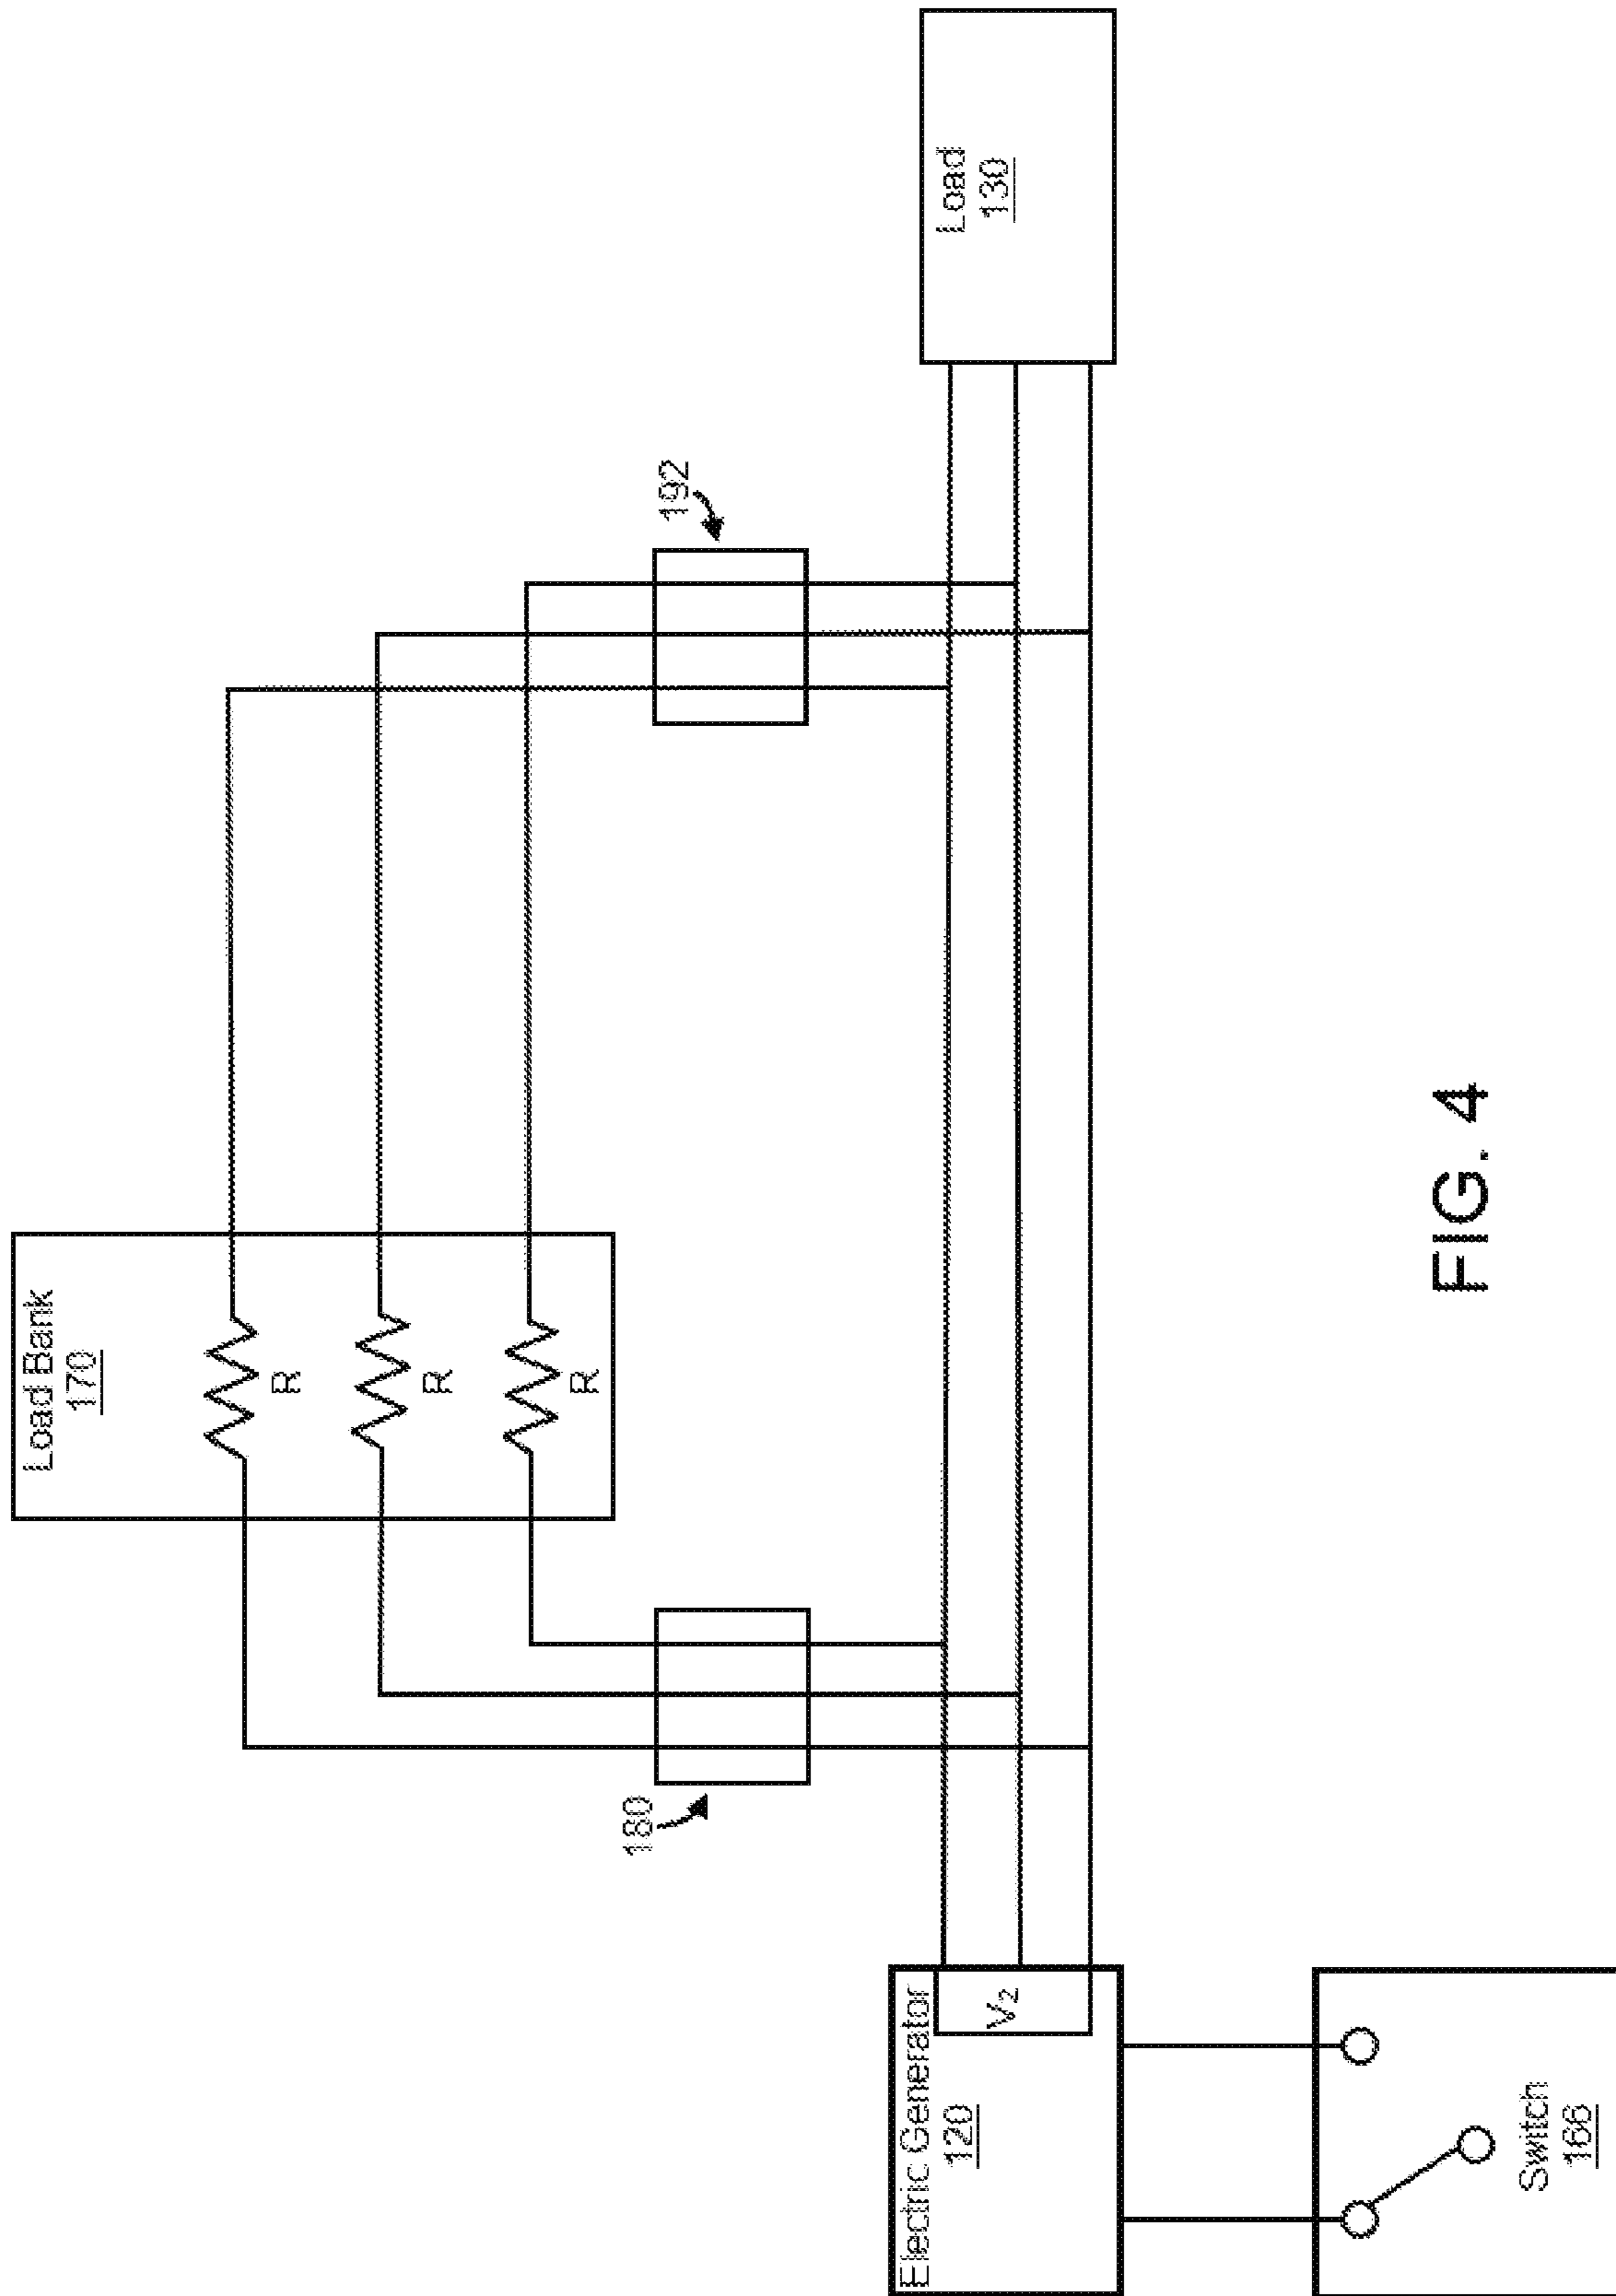 Load Bank
170
R
R
R
180
192
Electric Generator
120
V2
Load
130
Switch
166
FIG. 4